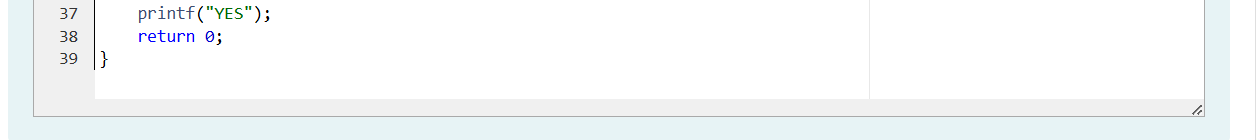 37 printf("YES");
38 return 0;
39 }